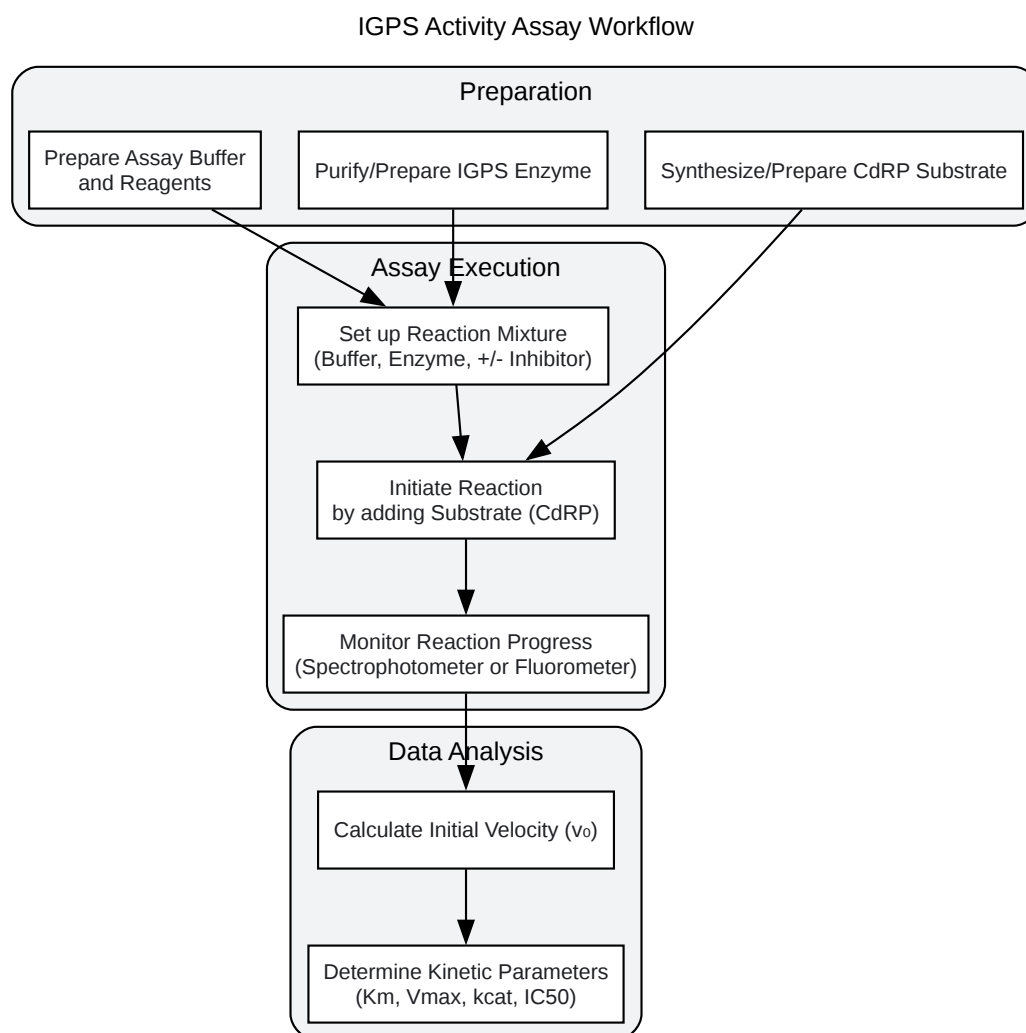 IGPS Activity Assay Workflow
Preparation
Prepare Assay Buffer
and Reagents
Purify/Prepare IGPS Enzyme
Synthesize/Prepare CdRP Substrate
Assay Execution
Set up Reaction Mixture
(Buffer, Enzyme, +/- Inhibitor)
Initiate Reaction
by adding Substrate (CdRP)
Monitor Reaction Progress
(Spectrophotometer or Fluorometer)
Data Analysis
Calculate Initial Velocity (v₀)
Determine Kinetic Parameters
(Km, Vmax, kcat, IC50)